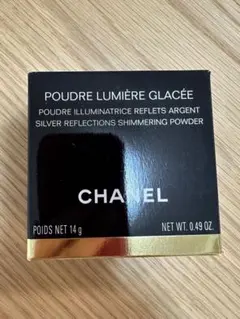 POUDRE LUMIÈRE GLACÉE
POUDRE ILLUMINATRICE REFLETS ARGENT
SILVER REFLECTIONS SHIMMERING POWDER
CHANEL
POIDS NET 14 g NET WT. 0.49 OZ.